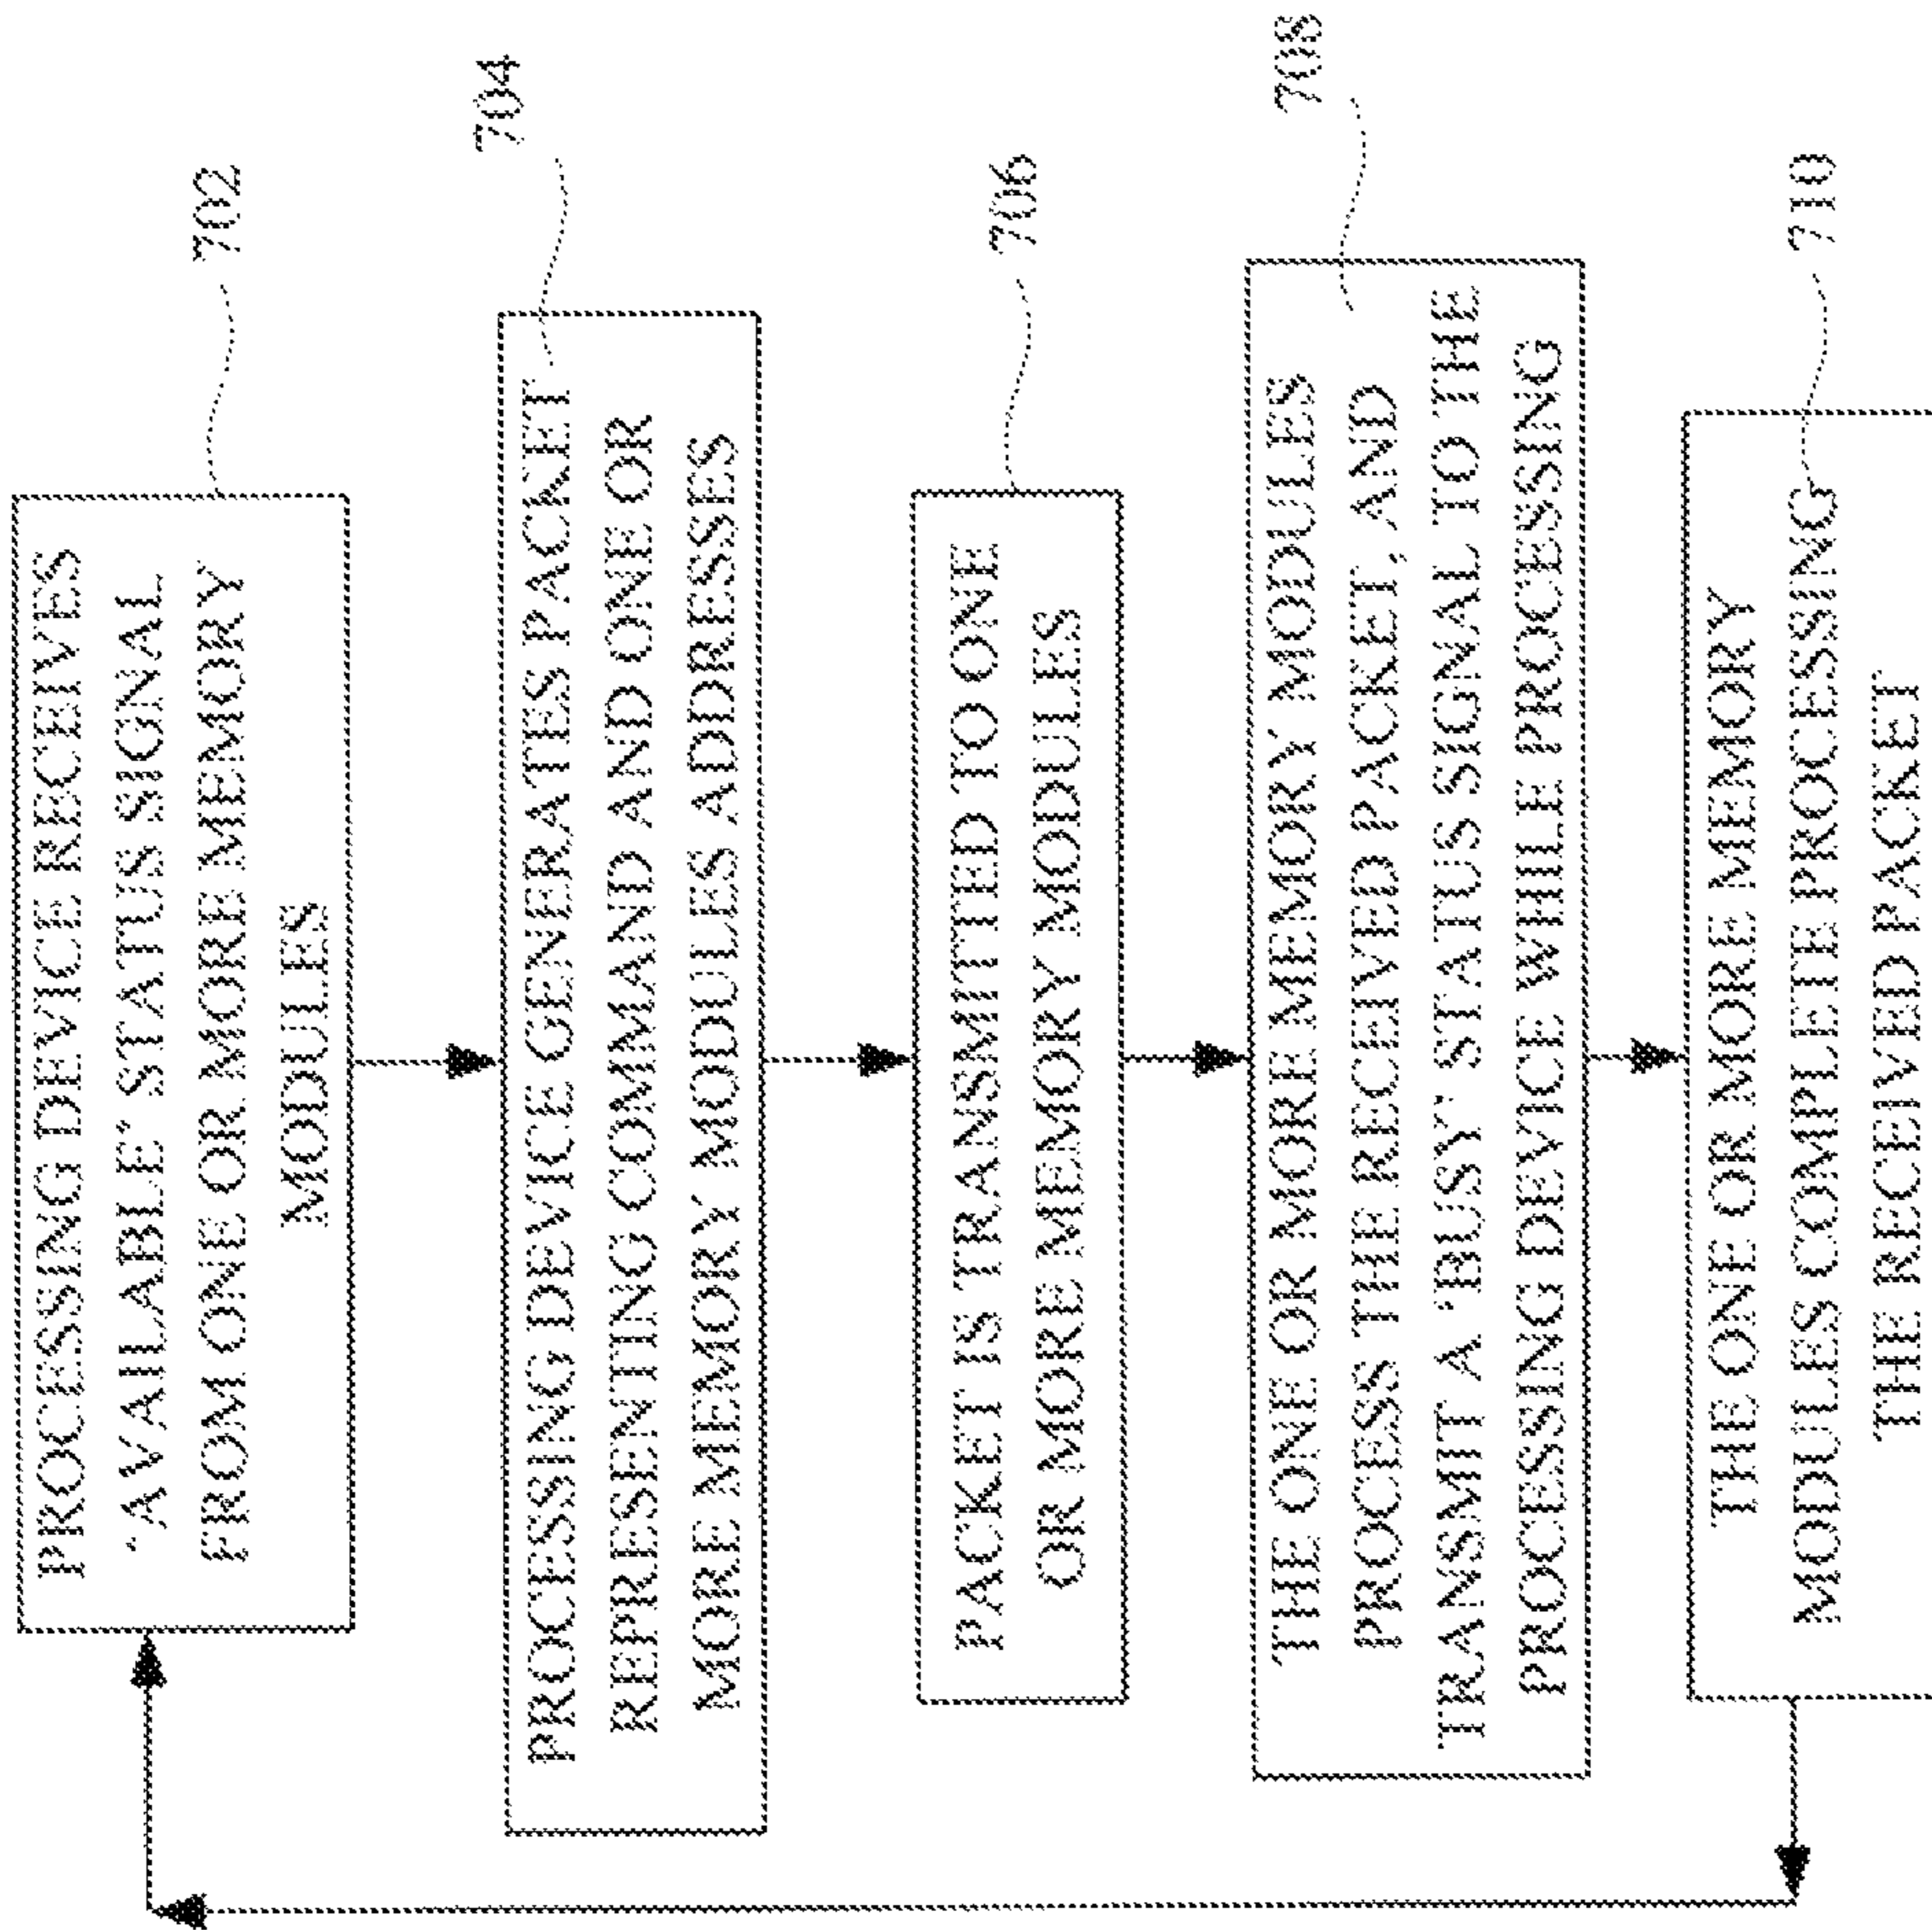 PROCESSING DEVICE RECEIVES
"AVAILABLE" STATUS SIGNAL
FROM ONE OR MORE MEMORY
MODULES
702
PROCESSING DEVICE GENERATES PACKET
REPRESENTING COMMAND AND ONE OR
MORE MEMORY MODULES ADDRESSES
704
PACKET IS TRANSMITTED TO ONE
OR MORE MEMORY MODULES
706
THE ONE OR MORE MEMORY MODULES
PROCESS THE RECEIVED PACKET, AND
TRANSMIT A 'BUSY' STATUS SIGNAL TO THE
PROCESSING DEVICE WHILE PROCESSING
708
THE ONE OR MORE MEMORY
MODULES COMPLETE PROCESSING
THE RECEIVED PACKET
710